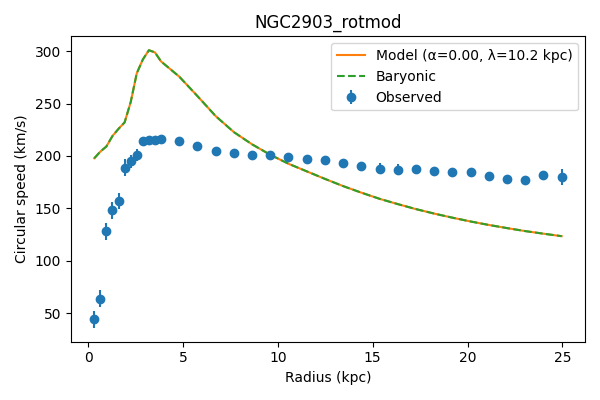 NGC2903_rotmod
Model (α=0.00, λ=10.2 kpc)
Baryonic
Observed
Circular speed (km/s)
300
250
200
150
100
50
0
5
10
15
20
25
Radius (kpc)